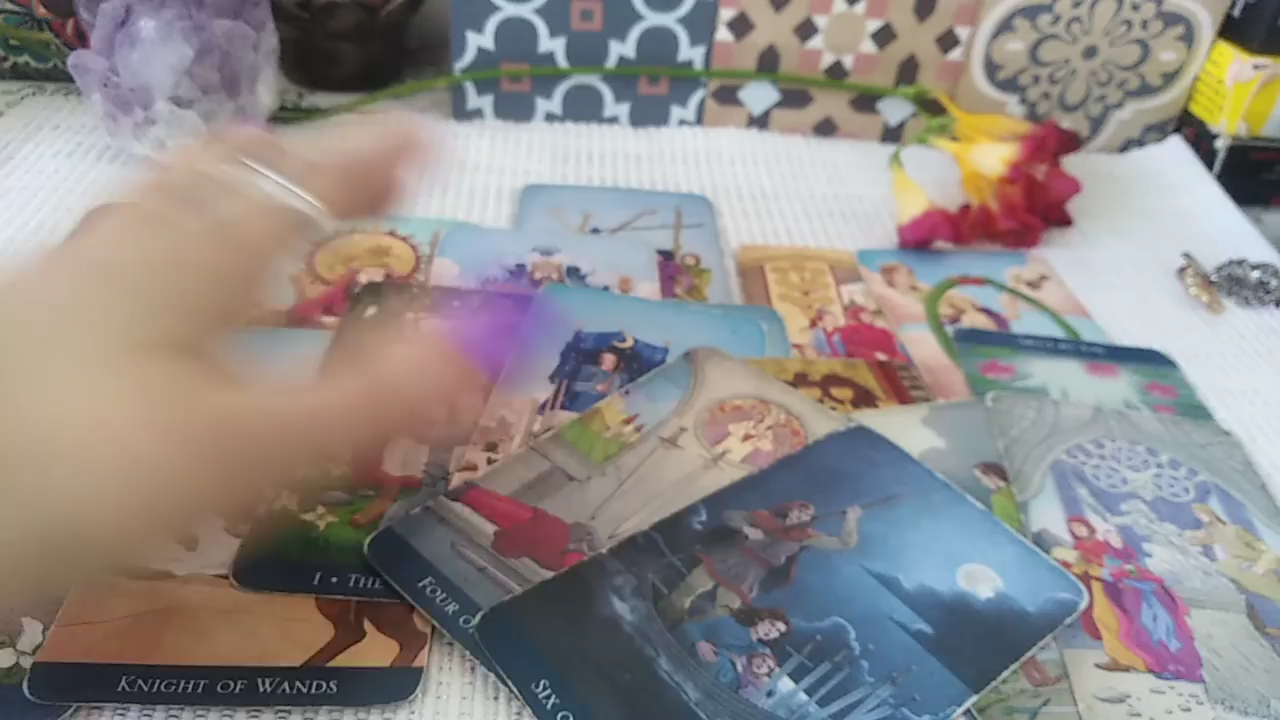 I • THE
FOUR O
KNIGHT OF WANDS
SIX O